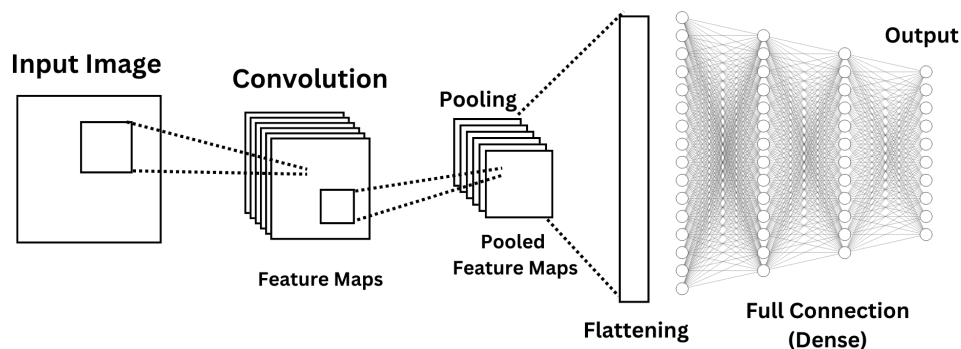 Input Image
Convolution
Feature Maps
Pooling
Pooled
Feature Maps
Flattening
Output
Full Connection
(Dense)